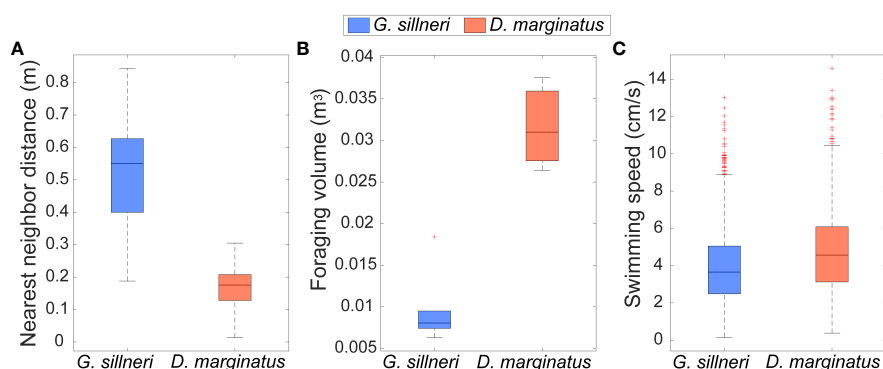 G. sillneri D. marginatus
A
Nearest neighbor distance (m)
0.8
0.7
0.6
0.5
0.4
0.3
0.2
0.1
0
G. sillneri D. marginatus
B
Foraging volume (m3)
0.04
0.035
0.03
0.025
0.02
0.015
0.01
0.005
G. sillneri D. marginatus
C
Swimming speed (cm/s)
14
12
10
8
6
4
2
0
G. sillneri D. marginatus